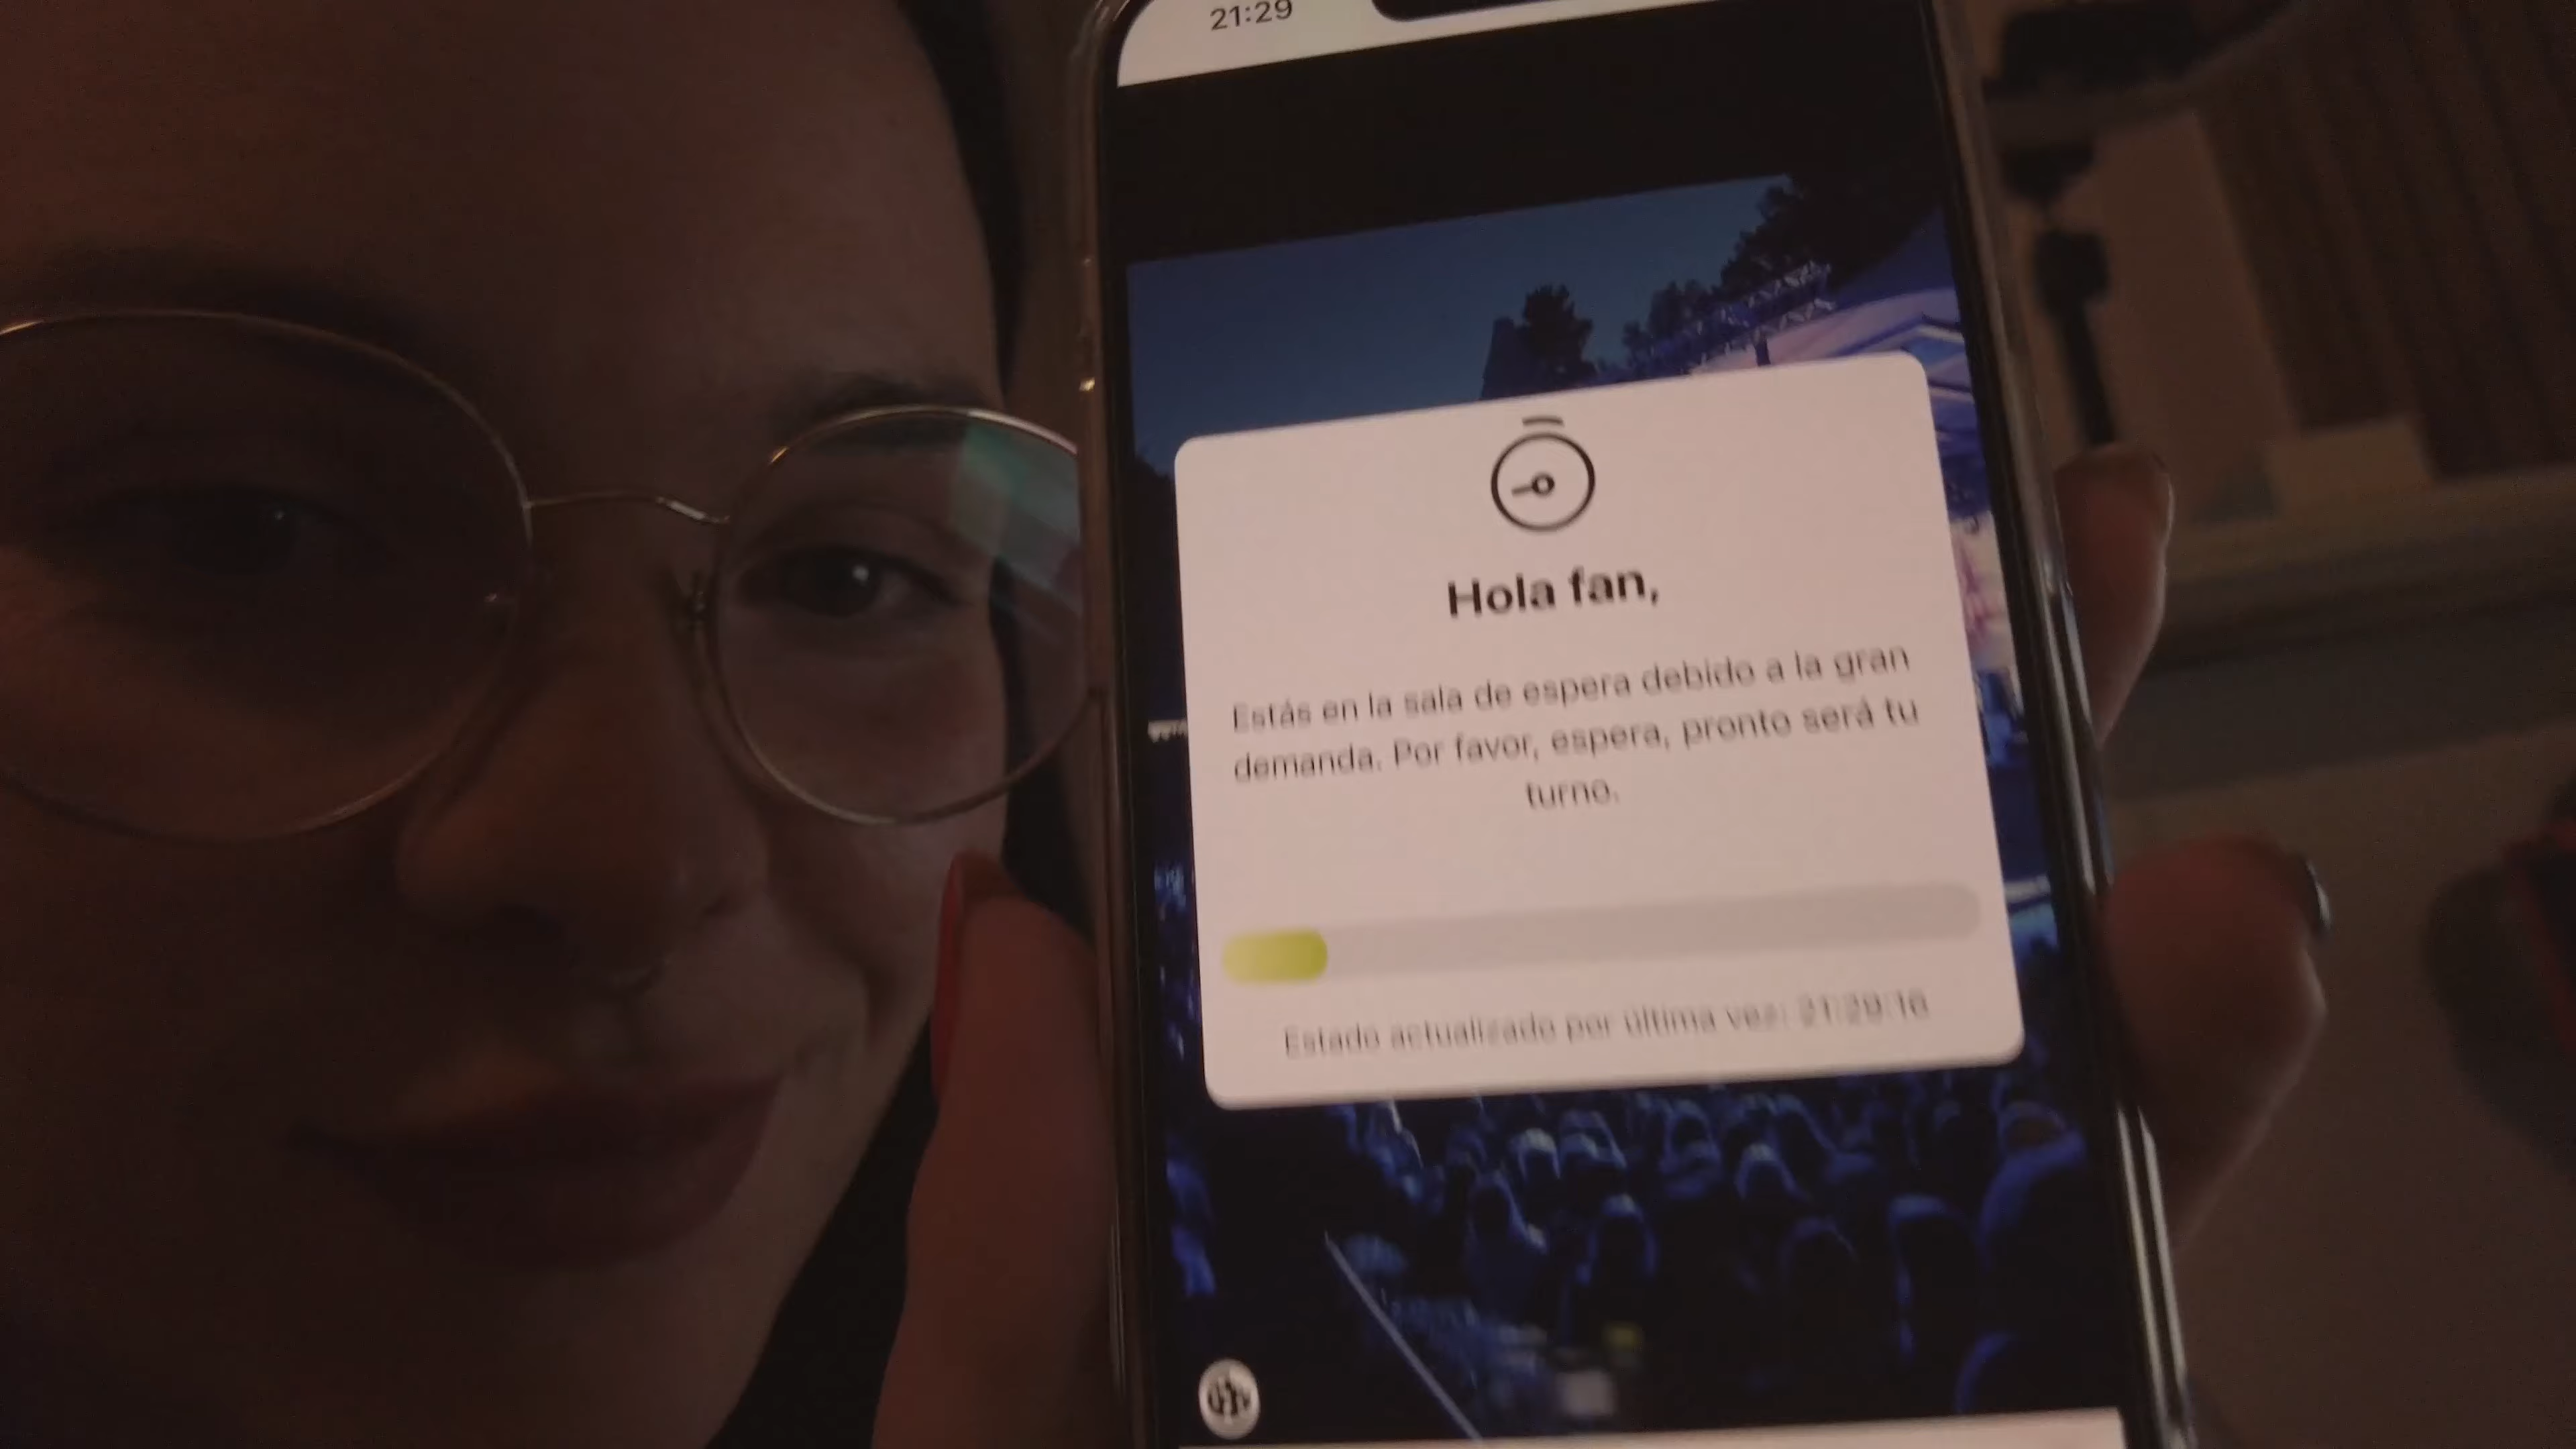 21:29
Hola fan,
Estás en la sala de espera debido a la gran
demanda. Por favor, espera, pronto será tu
turno.
Estado actualizado por última vez: 21:29:16